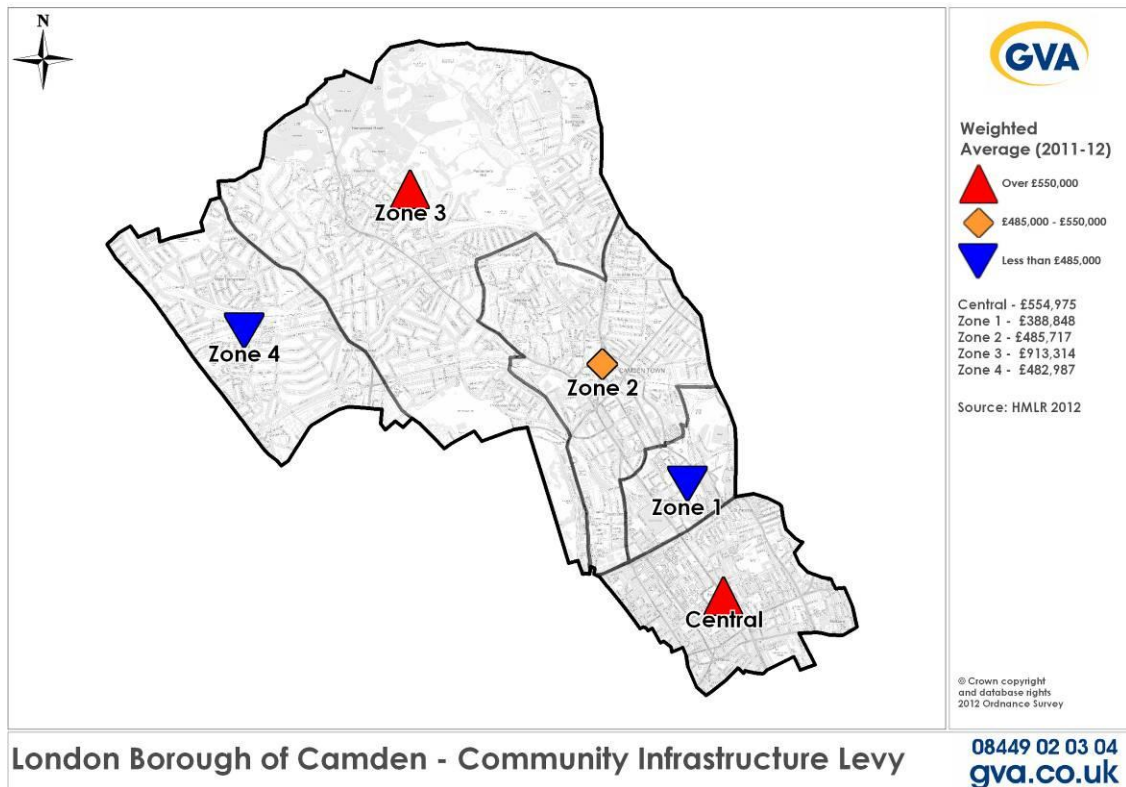 N
GVA
Weighted
Average (2011-12)
Over £550,000
£485,000 - £550,000
Less than £485,000
Central - £554,975
Zone 1 - £388,848
Zone 2 - £485,717
Zone 3 - £913,314
Zone 4 - £482,987
Source: HMLR 2012
Zone 3
Zone 4
CAMDEN TOWN
Zone 2
Zone 1
Central
© Crown copyright
and database rights
2012 Ordnance Survey
London Borough of Camden - Community Infrastructure Levy
08449 02 03 04
gva.co.uk